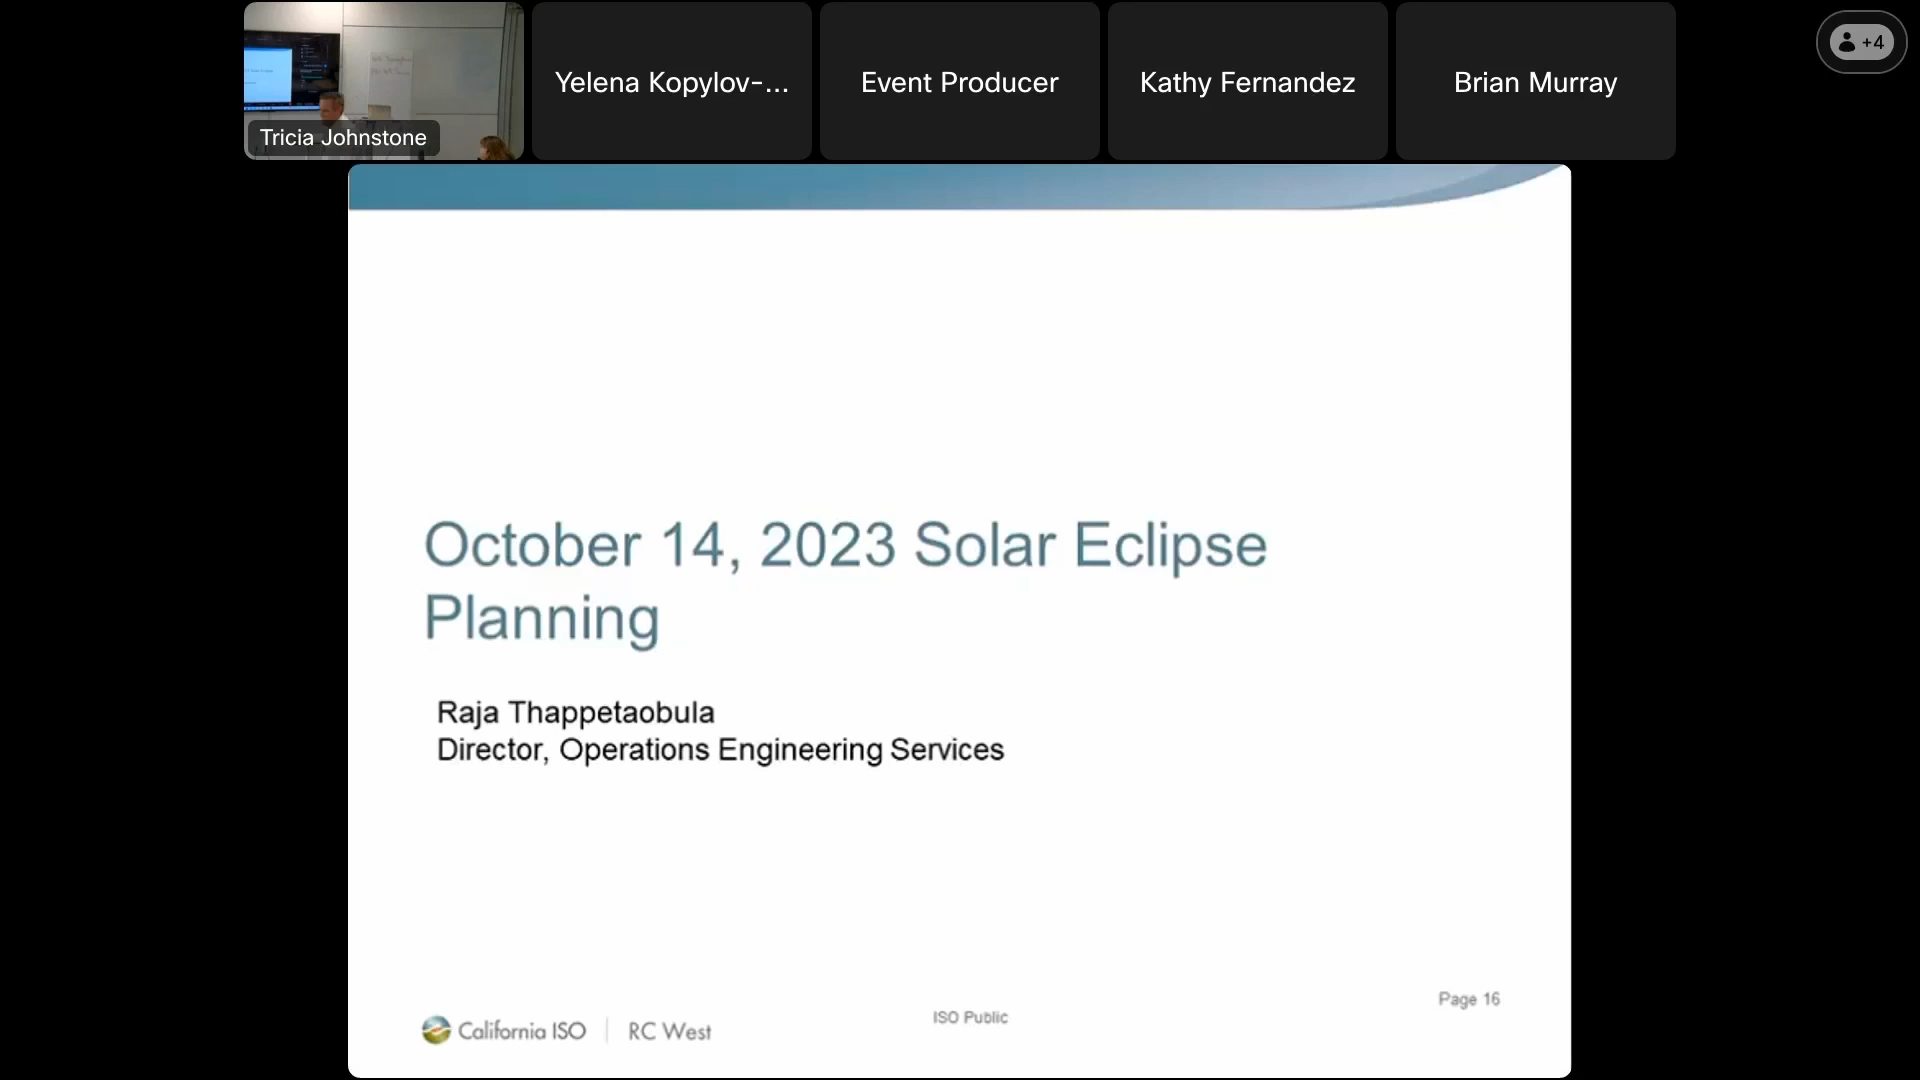 Tricia Johnstone
Yelena Kopylov-...
Event Producer
Kathy Fernandez
Brian Murray
+4
October 14, 2023 Solar Eclipse
Planning
Raja Thappetaobula
Director, Operations Engineering Services
Page 16
ISO Public
California ISO | RC West